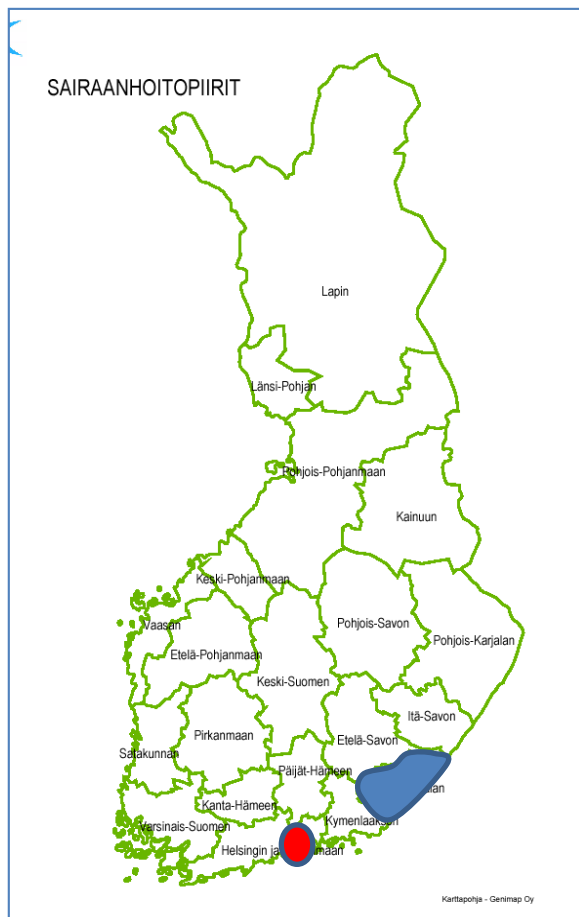 SAIRAANHOITOPIIRIT
Lapin
Länsi-Pohjan
Pohjois-Pohjanmaan
Kainuun
Keski-Pohjanmaan
Vaasan
Pohjois-Savon
Pohjois-Karjalan
Etelä-Pohjanmaan
Keski-Suomen
Itä-Savon
Pirkanmaan
Etelä-Savon
Satakunnan
Päijät-Hämeen
Kanta-Hämeen
Kymenlaakson
Varsinais-Suomen
Helsingin ja
Karttapohja - Genimap Oy